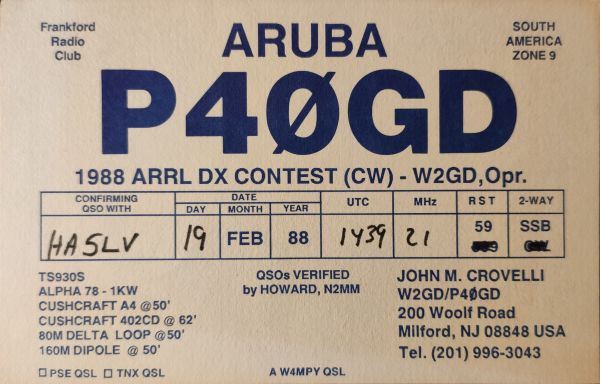 Frankford
Radio
Club
ARUBA
SOUTH
AMERICA
ZONE 9
P4ØGD
1988 ARRL DX CONTEST (CW) - W2GD,Opr.
CONFIRMING
QSO WITH
DATE
DAY MONTH YEAR
UTC
MHz
RST
2-WAY
HA5LV 19 FEB 88 1439 21 59 SSB
TS930S
ALPHA 78 - 1KW
CUSHCRAFT A4 @50'
CUSHCRAFT 402CD @ 62'
80M DELTA LOOP @50'
160M DIPOLE @ 50'
QSOs VERIFIED
by HOWARD, N2MM
JOHN M. CROVELLI
W2GD/P4ØGD
200 Woolf Road
Milford, NJ 08848 USA
Tel. (201) 996-3043
PSE QSL TNX QSL
A W4MPY QSL